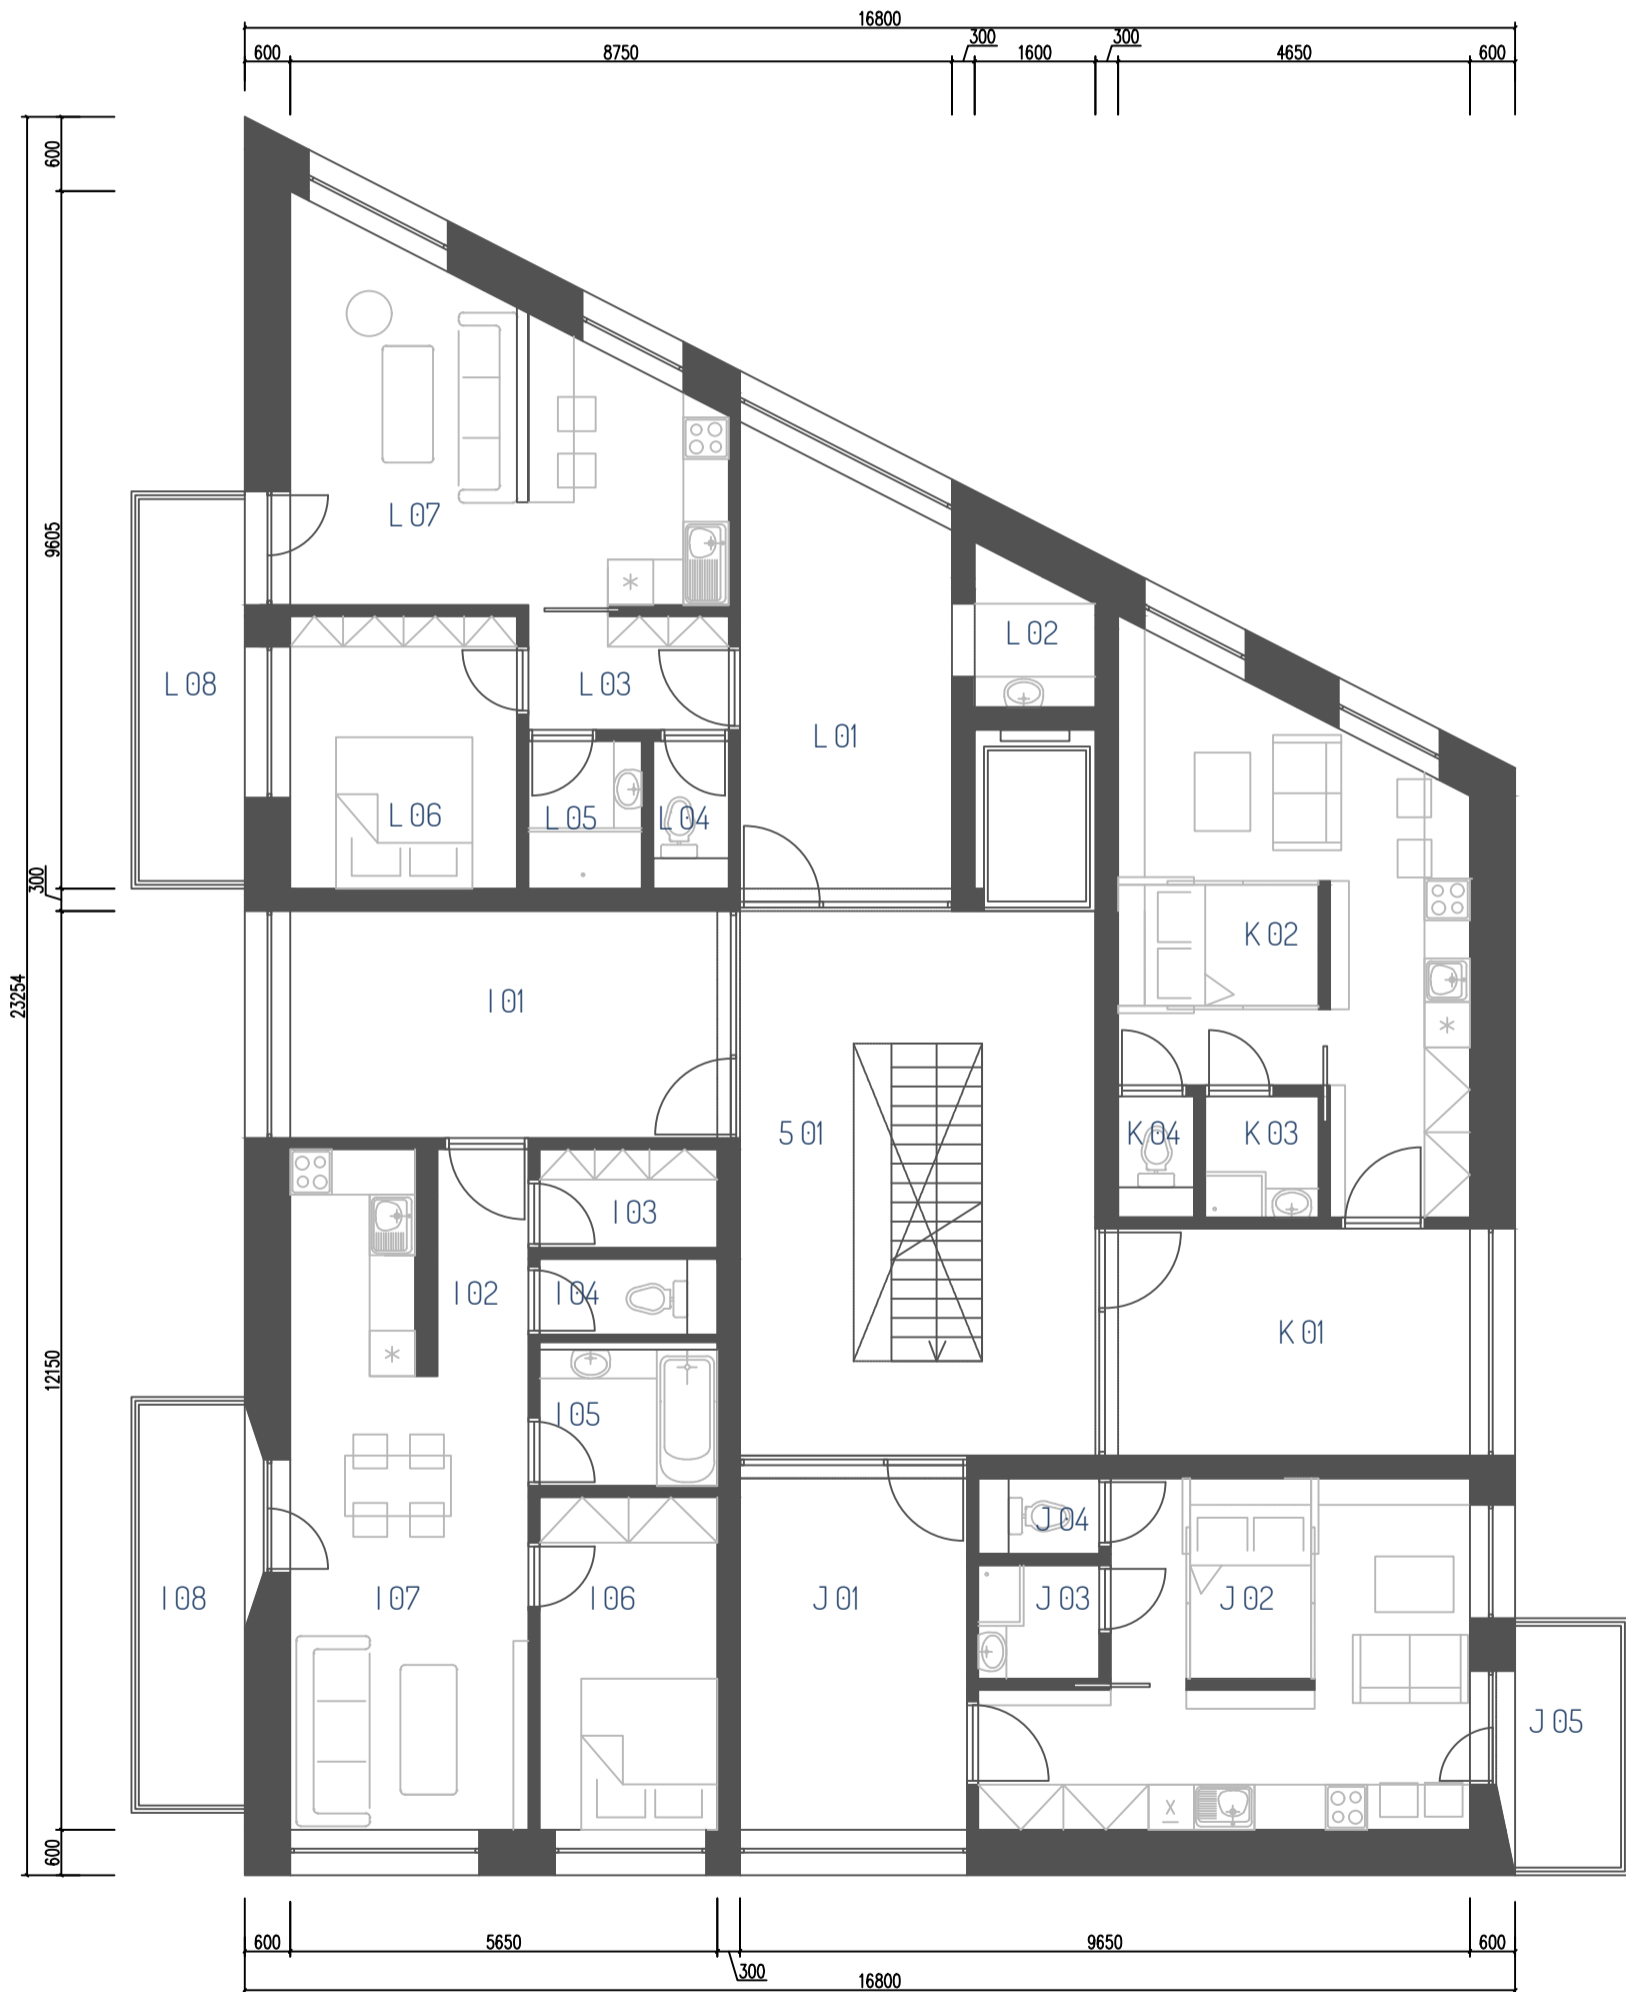 16800
600 8750 300 1600 300 4650 600
600
9605
300
23254
12150
600
L 07
L 02
L 08 L 03
L 01
L 06 L 05 L 04
K 02
I 01
5 01 K 04 K 03
I 03
I 02 I 04
K 01
I 05
J 04
I 08 I 07 I 06 J 01 J 03 J 02
J 05
x
600 5650 300 9650 600
16800